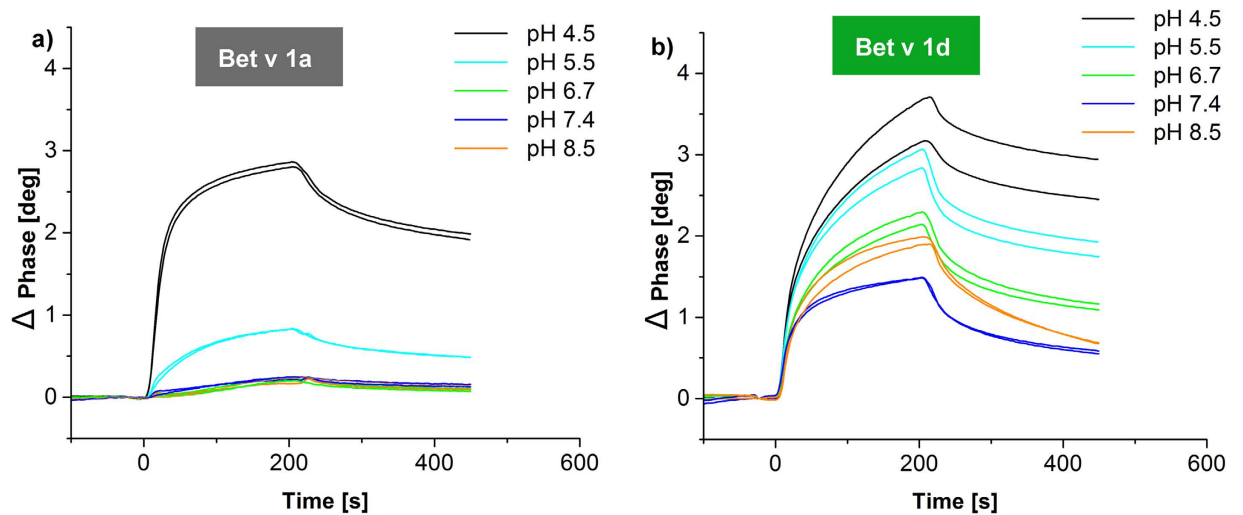 a)
Bet v 1a
pH 4.5
pH 5.5
pH 6.7
pH 7.4
pH 8.5
Δ Phase [deg]
4
3
2
1
0
0
200
400
600
Time [s]
b)
Bet v 1d
pH 4.5
pH 5.5
pH 6.7
pH 7.4
pH 8.5
Δ Phase [deg]
4
3
2
1
0
0
200
400
600
Time [s]